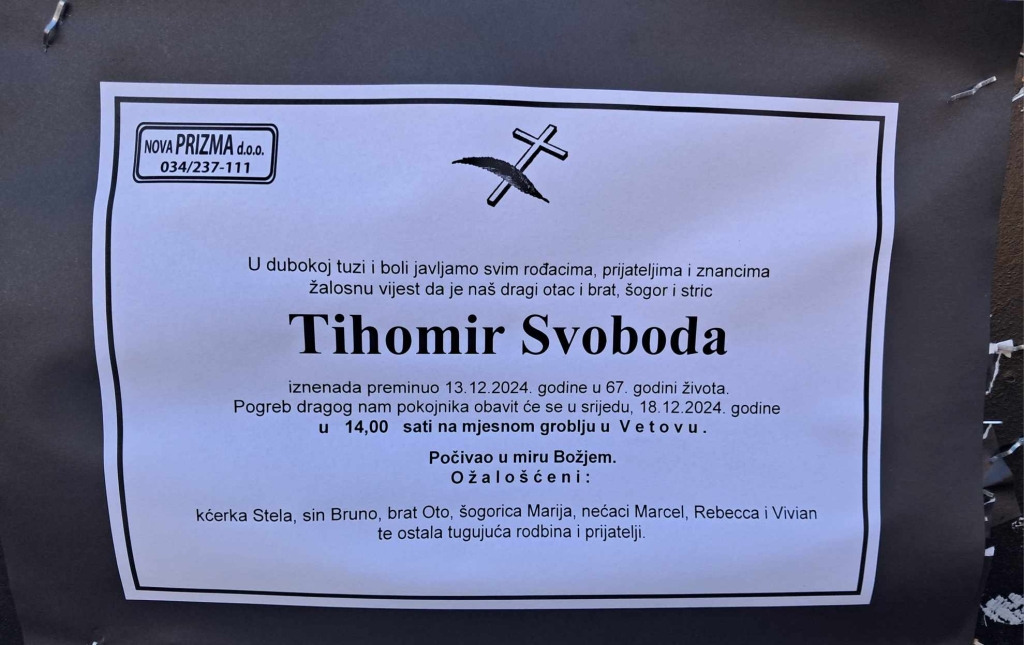 NOVA PRIZMA d.o.o.
034/237-111
U dubokoj tuzi i boli javljamo svim rođacima, prijateljima i znancima
žalosnu vijest da je naš dragi otac i brat, šogor i stric
Tihomir Svoboda
iznenada preminuo 13.12.2024. godine u 67. godini života.
Pogreb dragog nam pokojnika obavit će se u srijedu, 18.12.2024. godine
u 14,00 sati na mjesnom groblju u V e t o v u .
Počivao u miru Božjem.
O ž a l o š ć e n i :
kćerka Stela, sin Bruno, brat Oto, šogorica Marija, nećaci Marcel, Rebecca i Vivian
te ostala tugujuća rodbina i prijatelji.